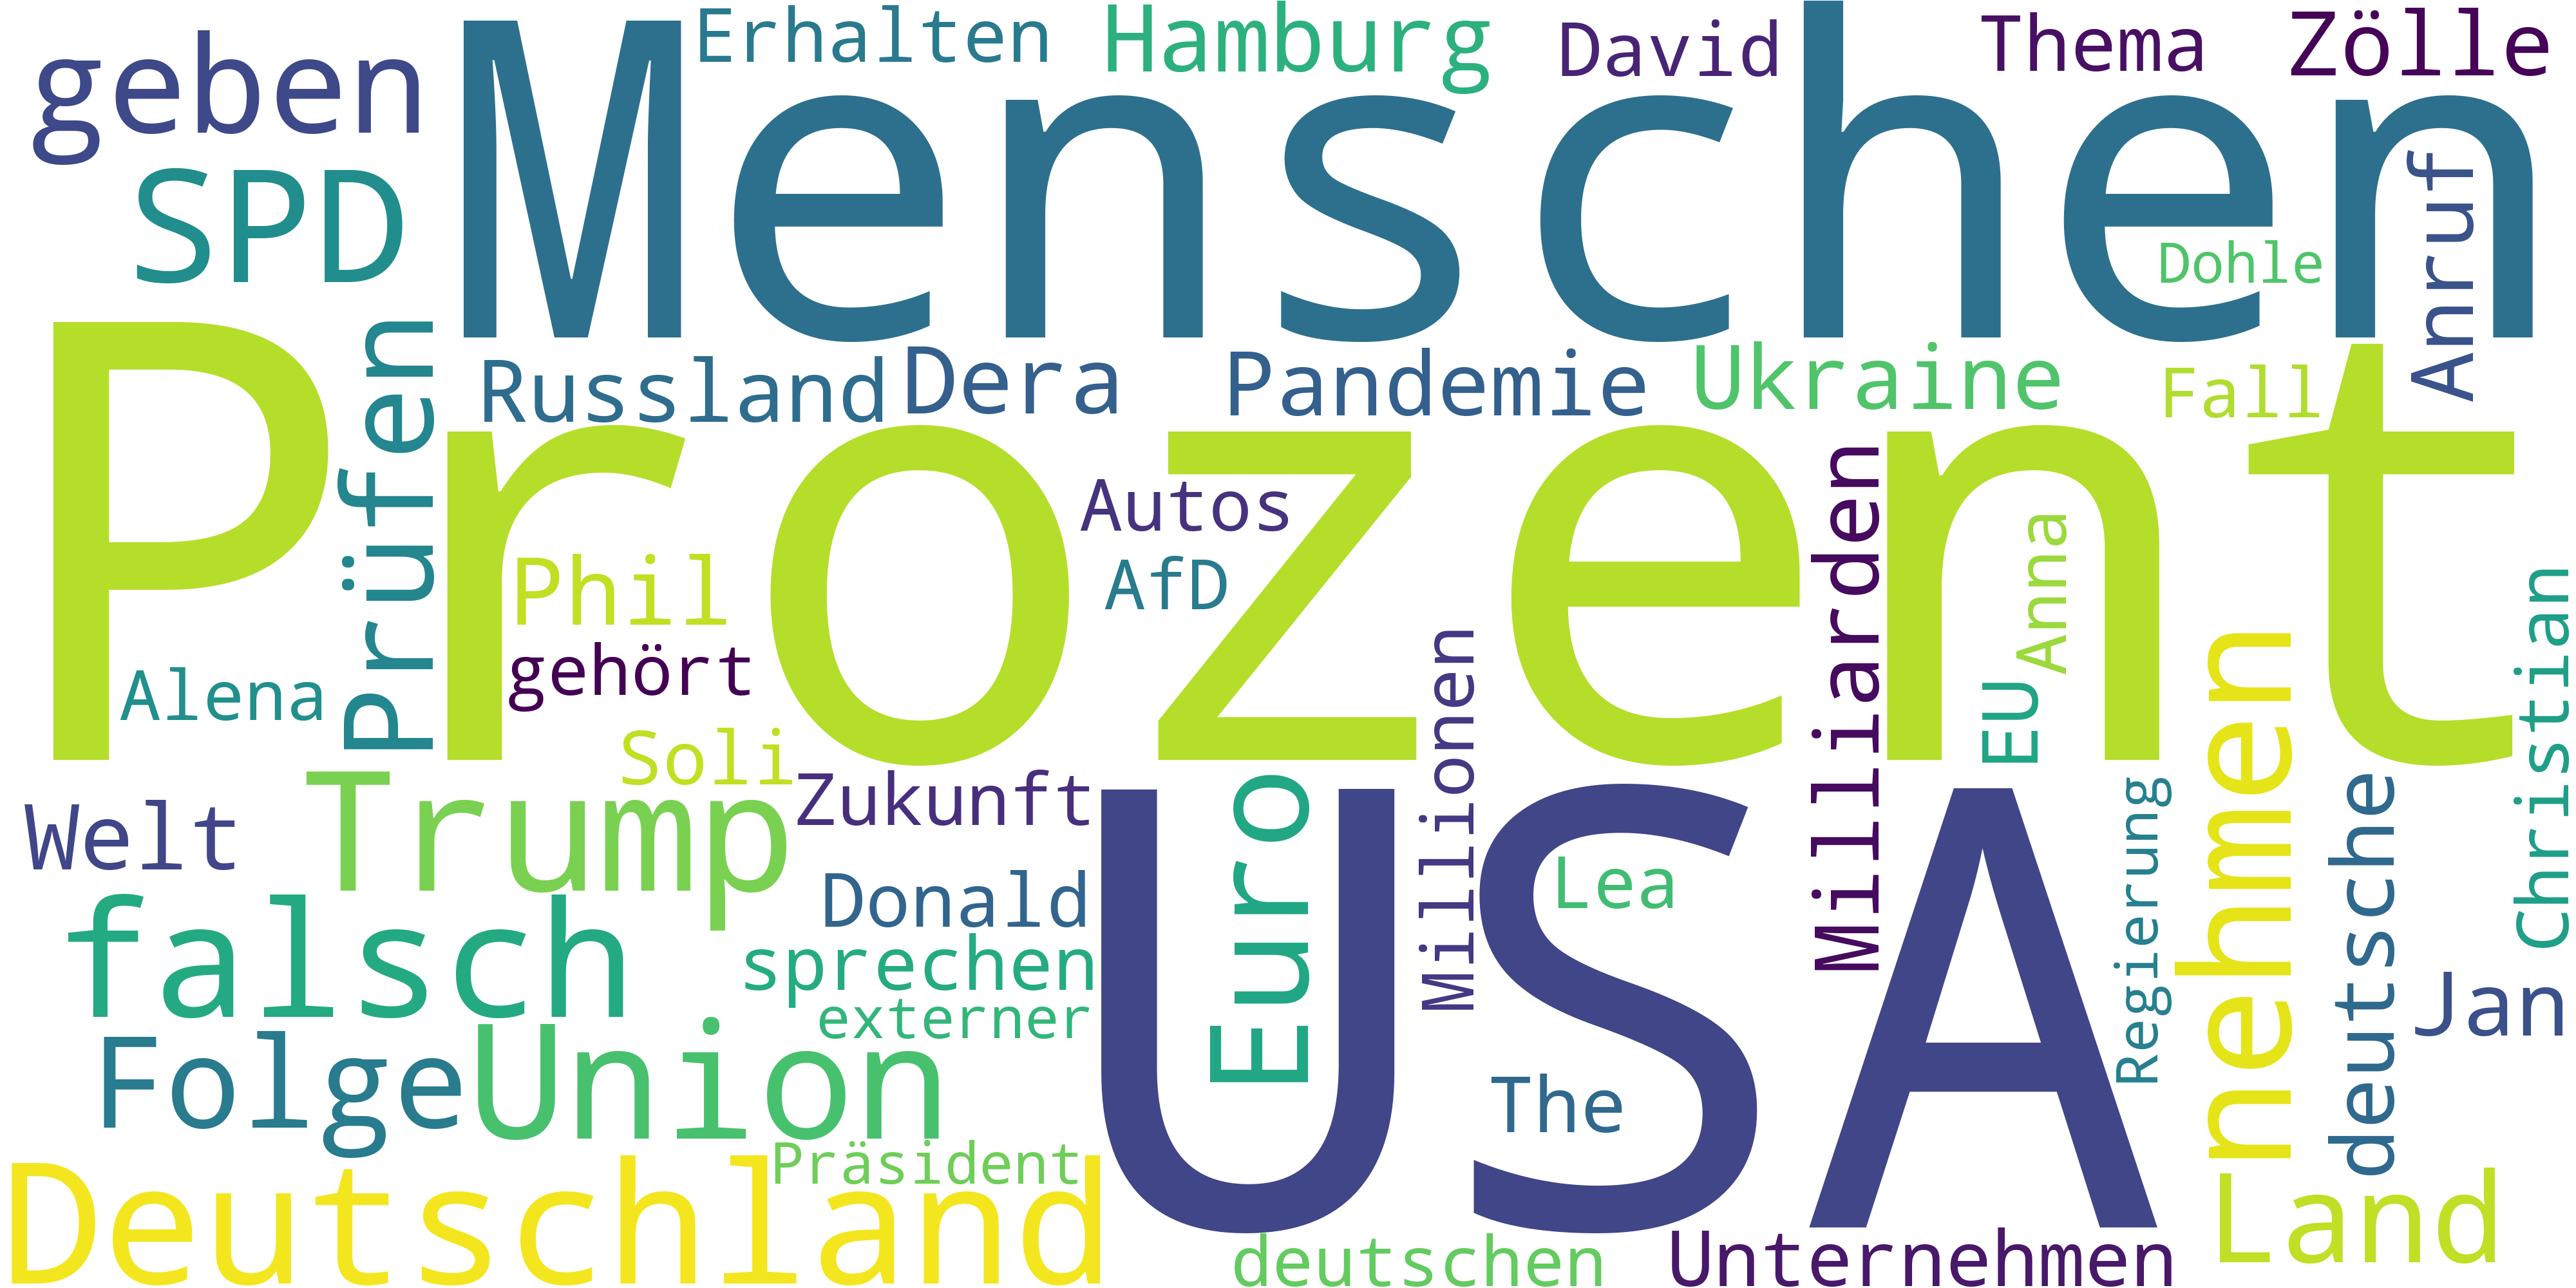 geben
Menschen
Erhalten
Hamburg
David
Thema
Zölle
SPD
Anruf
Dohle
Prozent
Prüfen
Russland
Dera
Pandemie
Ukraine
Fall
Autos
AfD
Phil
gehört
Alena
Milliarden
Anna
EU
Christian
Millionen
nehmen
Soli
Trump
Zukunft
Welt
USA
Euro
Donald
Lea
Regierung
deutsche
falsch
sprechen
externer
Jan
Folge
Union
The
Präsident
Deutschland
Land
deutschen
Unternehmen